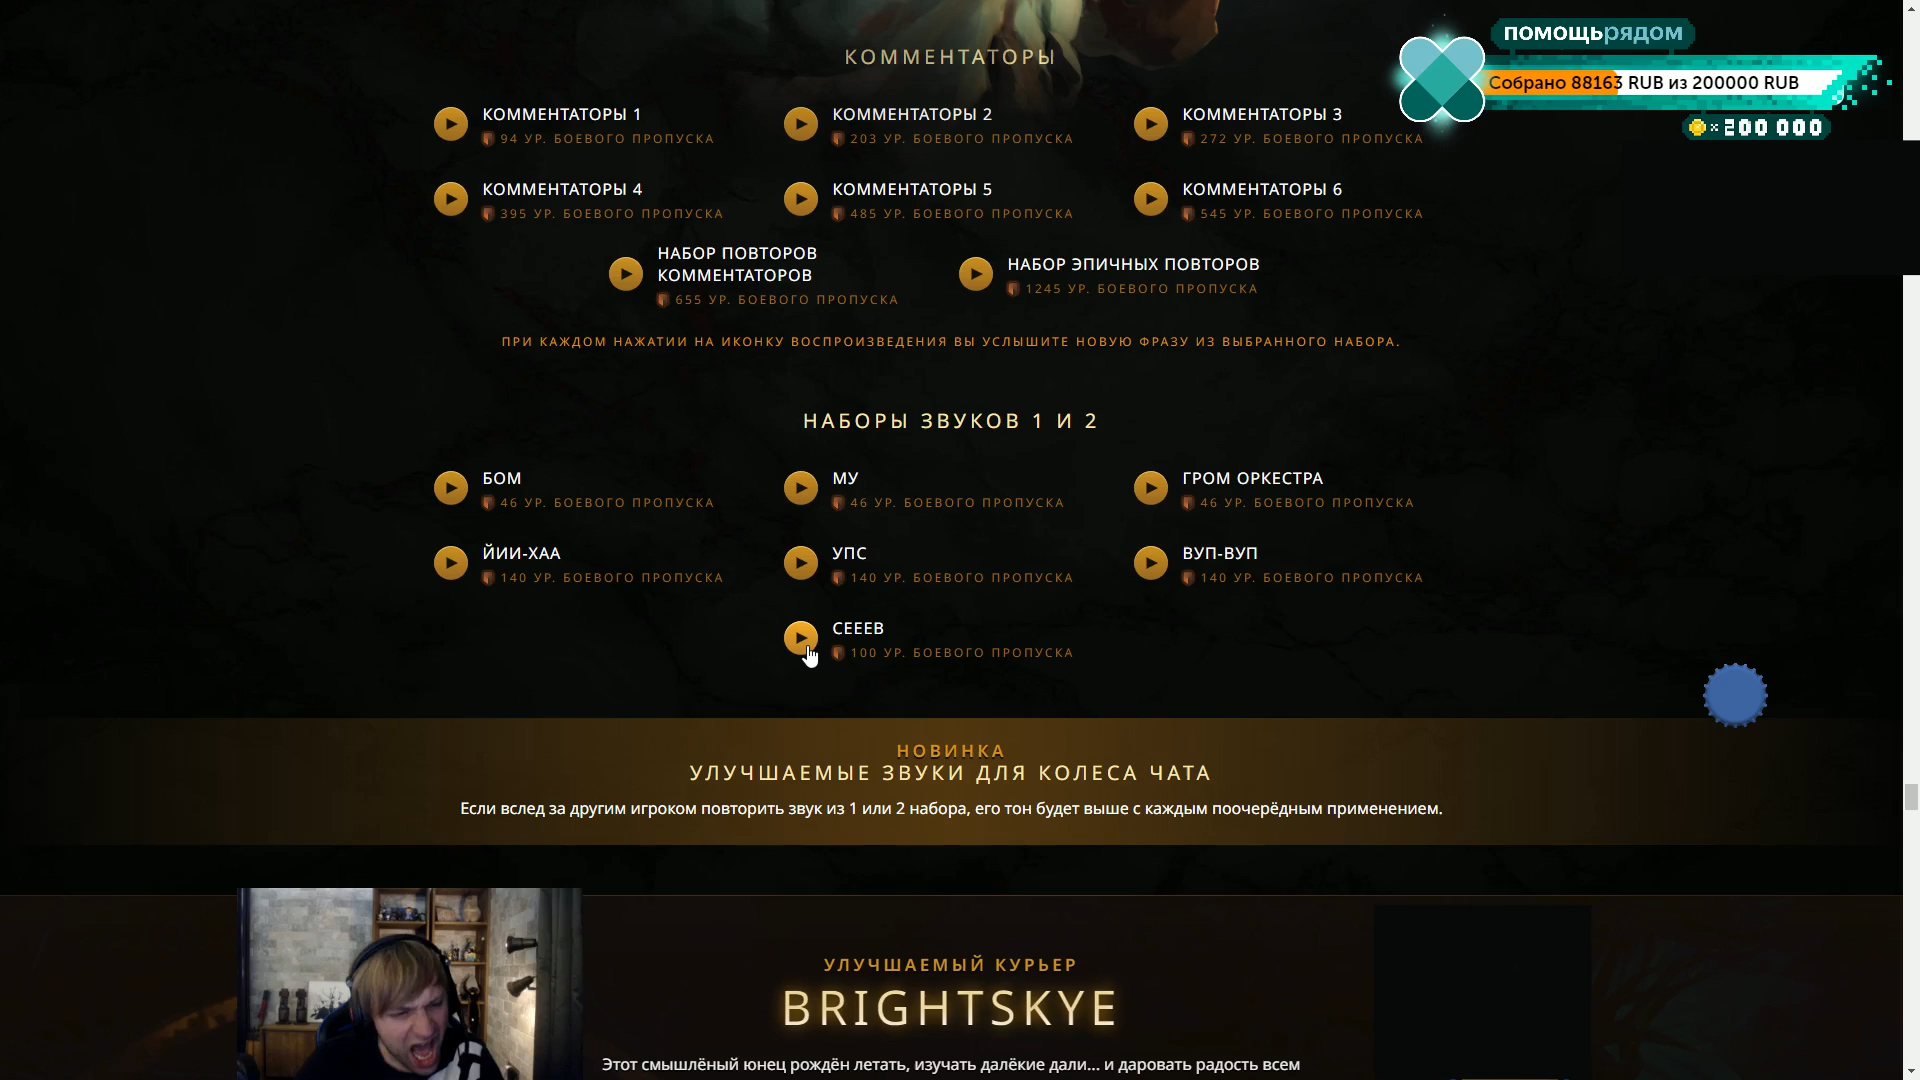 КОММЕНТАТОРЫ
ПОМОЩЬРЯДОМ
Собрано 88163 RUB из 200000 RUB
× 200 000
КОММЕНТАТОРЫ 1
94 УР. БОЕВОГО ПРОПУСКА
КОММЕНТАТОРЫ 2
203 УР. БОЕВОГО ПРОПУСКА
КОММЕНТАТОРЫ 3
272 УР. БОЕВОГО ПРОПУСКА
КОММЕНТАТОРЫ 4
395 УР. БОЕВОГО ПРОПУСКА
КОММЕНТАТОРЫ 5
485 УР. БОЕВОГО ПРОПУСКА
КОММЕНТАТОРЫ 6
545 УР. БОЕВОГО ПРОПУСКА
НАБОР ПОВТОРОВ
КОММЕНТАТОРОВ
655 УР. БОЕВОГО ПРОПУСКА
НАБОР ЭПИЧНЫХ ПОВТОРОВ
1245 УР. БОЕВОГО ПРОПУСКА
ПРИ КАЖДОМ НАЖАТИИ НА ИКОНКУ ВОСПРОИЗВЕДЕНИЯ ВЫ УСЛЫШИТЕ НОВУЮ ФРАЗУ ИЗ ВЫБРАННОГО НАБОРА.
НАБОРЫ ЗВУКОВ 1 И 2
БОМ
46 УР. БОЕВОГО ПРОПУСКА
МУ
46 УР. БОЕВОГО ПРОПУСКА
ГРОМ ОРКЕСТРА
46 УР. БОЕВОГО ПРОПУСКА
ЙИИ-ХАА
140 УР. БОЕВОГО ПРОПУСКА
УПС
140 УР. БОЕВОГО ПРОПУСКА
ВУП-ВУП
140 УР. БОЕВОГО ПРОПУСКА
СЕЕЕВ
100 УР. БОЕВОГО ПРОПУСКА
НОВИНКА
УЛУЧШАЕМЫЕ ЗВУКИ ДЛЯ КОЛЕСА ЧАТА
Если вслед за другим игроком повторить звук из 1 или 2 набора, его тон будет выше с каждым поочерёдным применением.
УЛУЧШАЕМЫЙ КУРЬЕР
BRIGHTSKYE
Этот смышлёный юнец рождён летать, изучать далёкие дали... и даровать радость всем